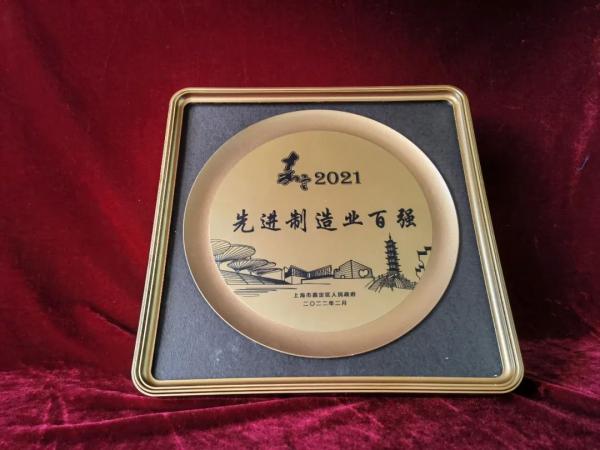 2021
先进制造业百强
上海市嘉定区人民政府
二〇二二年二月